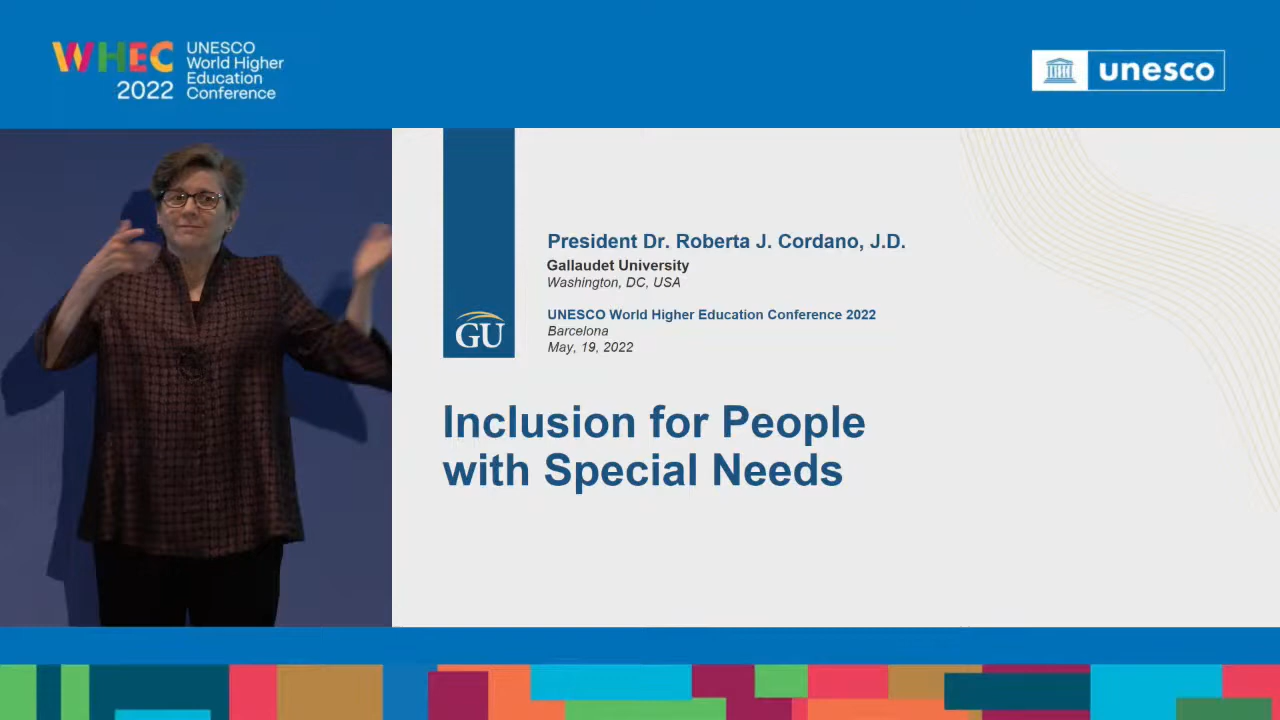 WHEC
2022
UNESCO
World Higher
Education
Conference
unesco
President Dr. Roberta J. Cordano, J.D.
Gallaudet University
Washington, DC, USA
UNESCO World Higher Education Conference 2022
Barcelona
May, 19, 2022
GU
Inclusion for People
with Special Needs